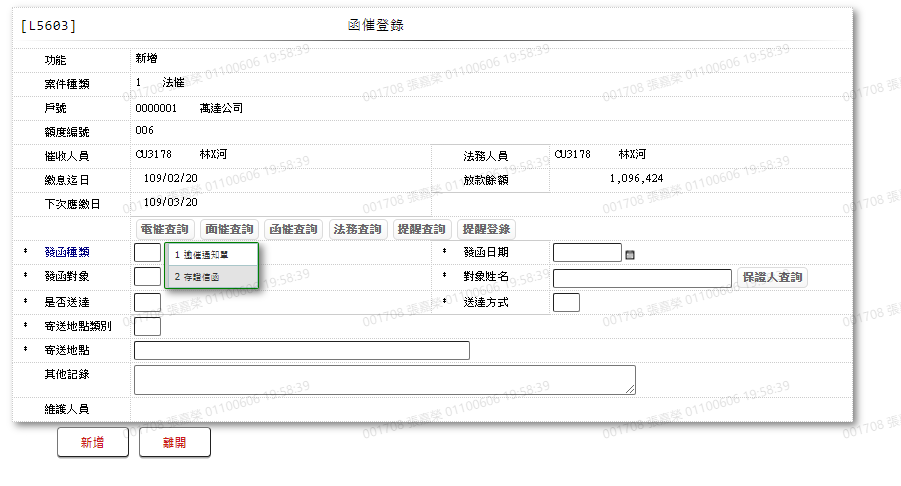 [L5603] 函催登錄
功能 新增
案件種類 1 法催
戶號 0000001 萬達公司
額度編號 006
催收人員 CU3178 林X河 法務人員 CU3178 林X河
繳息迄日 109/02/20 放款餘額 1,096,424
下次應繳日 109/03/20
電催查詢 面催查詢 函催查詢 法務查詢 提醒查詢 提醒登錄
* 發函種類 1 逾催通知單 * 發函日期
* 發函對象 2 存證信函 * 對象姓名 保證人查詢
* 是否送達 * 送達方式
* 寄送地點類別
* 寄送地點
其他記錄
維護人員
新增 離開
001708 張嘉榮 01100606 19:58:39